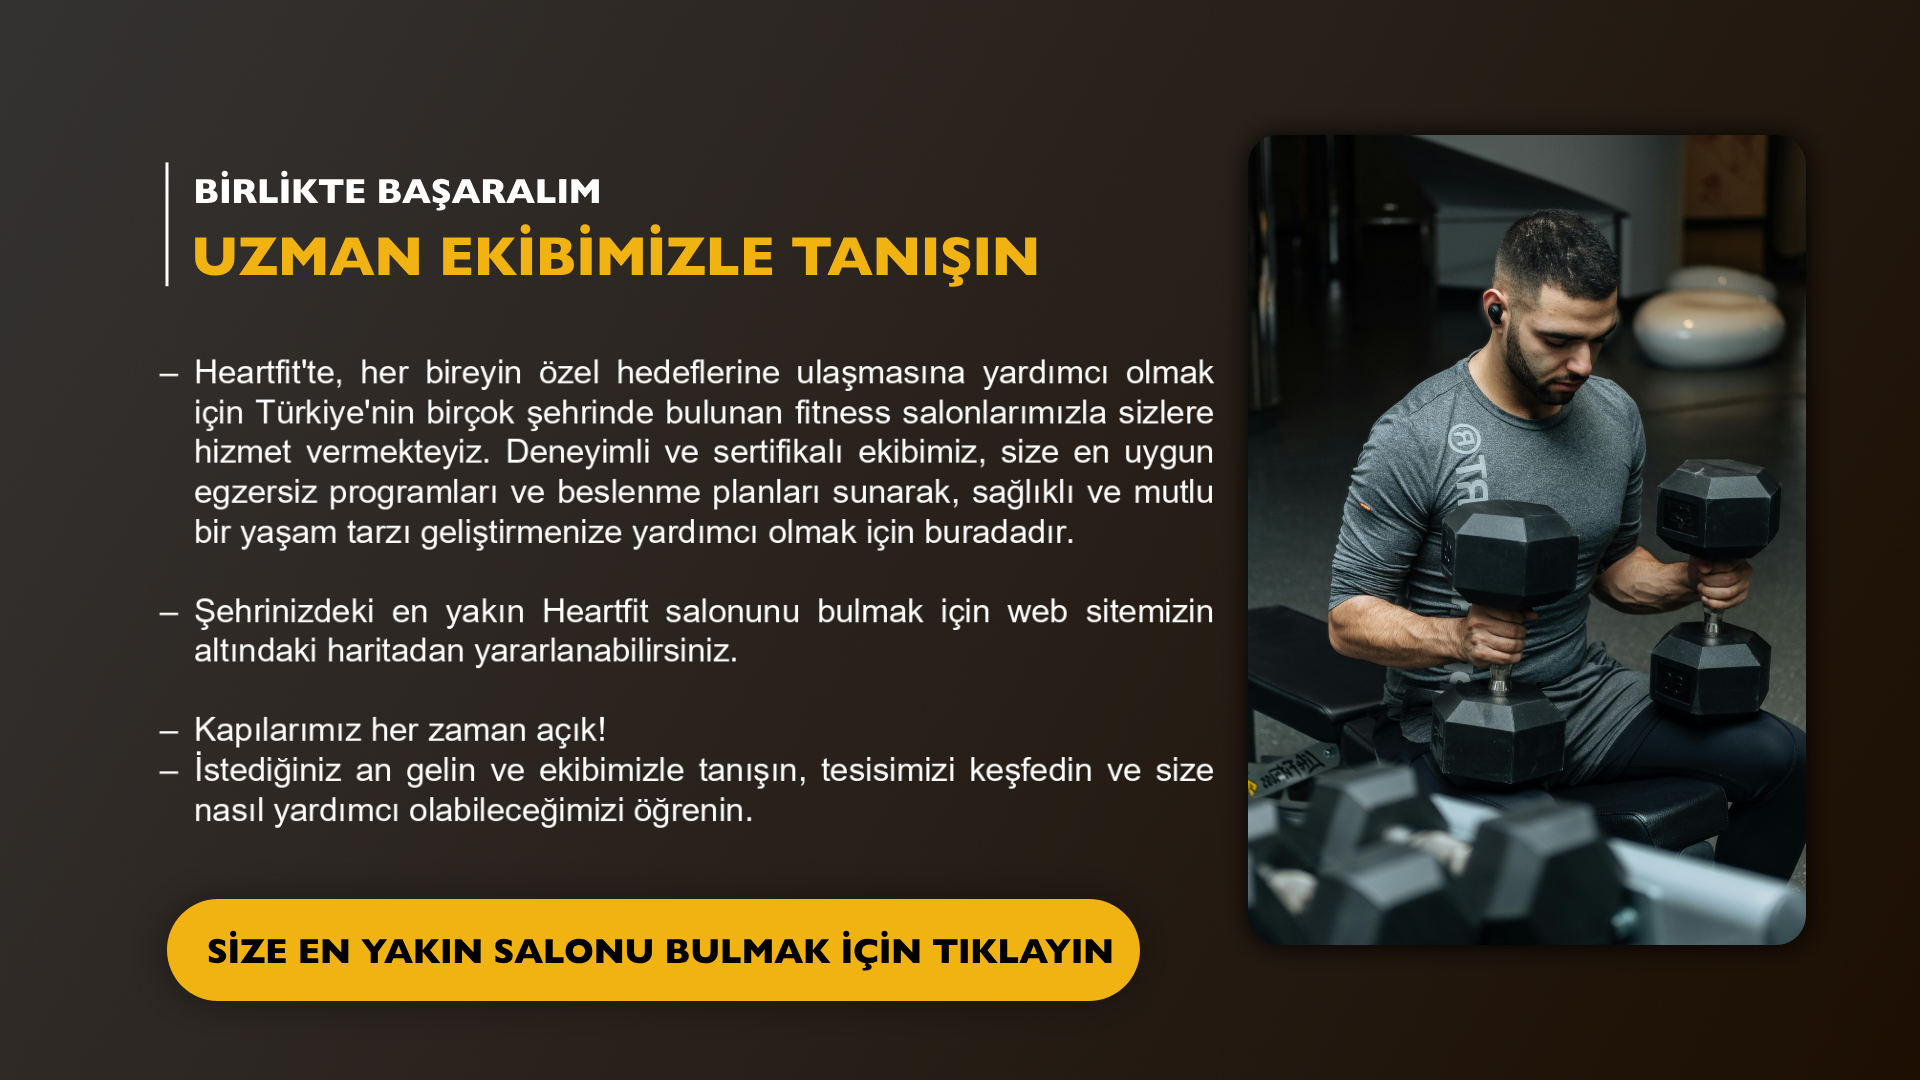 BİRLİKTE BAŞARALIM
UZMAN EKİBİMİZLE TANIŞIN
– Heartfit'te, her bireyin özel hedeflerine ulaşmasına yardımcı olmak
için Türkiye'nin birçok şehrinde bulunan fitness salonlarımızla sizlere
hizmet vermekteyiz. Deneyimli ve sertifikalı ekibimiz, size en uygun
egzersiz programları ve beslenme planları sunarak, sağlıklı ve mutlu
bir yaşam tarzı geliştirmenize yardımcı olmak için buradadır.
– Şehrinizdeki en yakın Heartfit salonunu bulmak için web sitemizin
altındaki haritadan yararlanabilirsiniz.
– Kapılarımız her zaman açık!
– İstediğiniz an gelin ve ekibimizle tanışın, tesisimizi keşfedin ve size
nasıl yardımcı olabileceğimizi öğrenin.
SİZE EN YAKIN SALONU BULMAK İÇİN TIKLAYIN